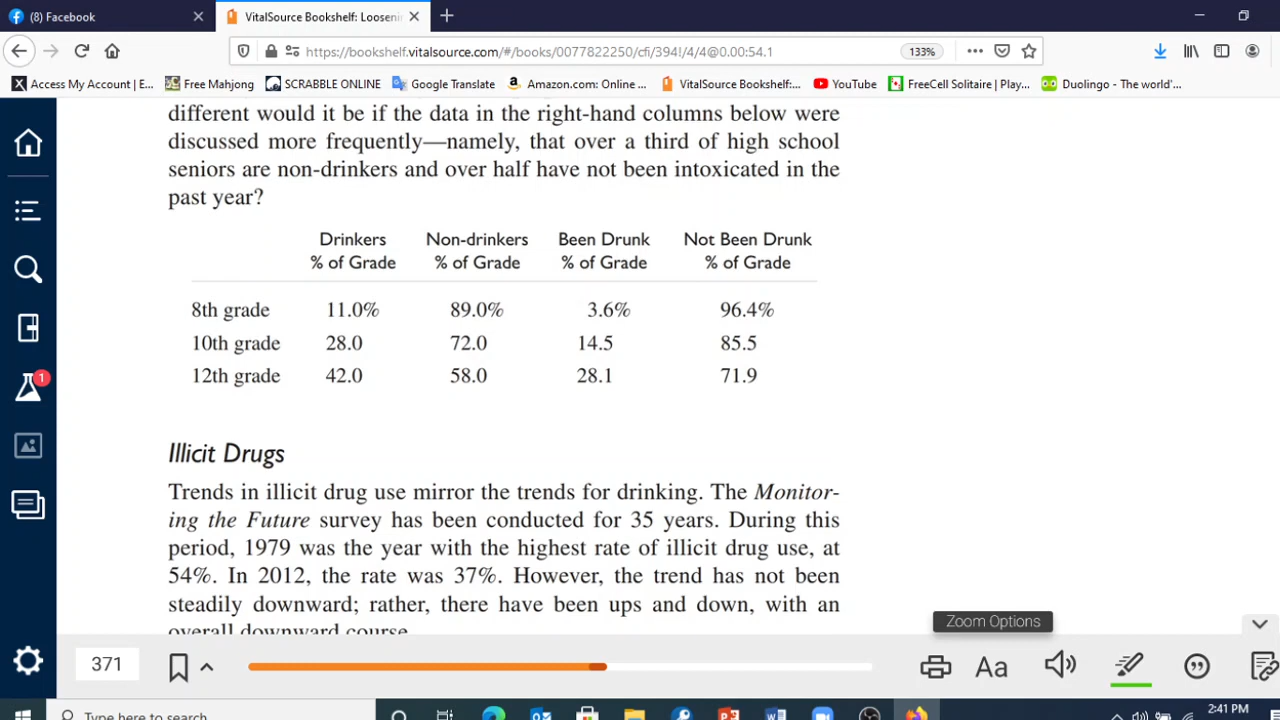 (8) Facebook
VitalSource Bookshelf: Loosenin
https://bookshelf.vitalsource.com/#/books/0077822250/cfi/394!/4/4@0.00:54.1
133%
Access My Account | E...
Free Mahjong
SCRABBLE ONLINE
Google Translate
Amazon.com: Online ...
VitalSource Bookshelf:...
YouTube
FreeCell Solitaire | Play...
Duolingo - The world'...
different would it be if the data in the right-hand columns below were
discussed more frequently—namely, that over a third of high school
seniors are non-drinkers and over half have not been intoxicated in the
past year?
Drinkers Non-drinkers Been Drunk Not Been Drunk
% of Grade % of Grade % of Grade % of Grade
8th grade 11.0% 89.0% 3.6% 96.4%
10th grade 28.0 72.0 14.5 85.5
12th grade 42.0 58.0 28.1 71.9
Illicit Drugs
Trends in illicit drug use mirror the trends for drinking. The Monitor-
ing the Future survey has been conducted for 35 years. During this
period, 1979 was the year with the highest rate of illicit drug use, at
54%. In 2012, the rate was 37%. However, the trend has not been
steadily downward; rather, there have been ups and down, with an
overall downward course.
Zoom Options
1
371
Aa
Type here to search
2:41 PM